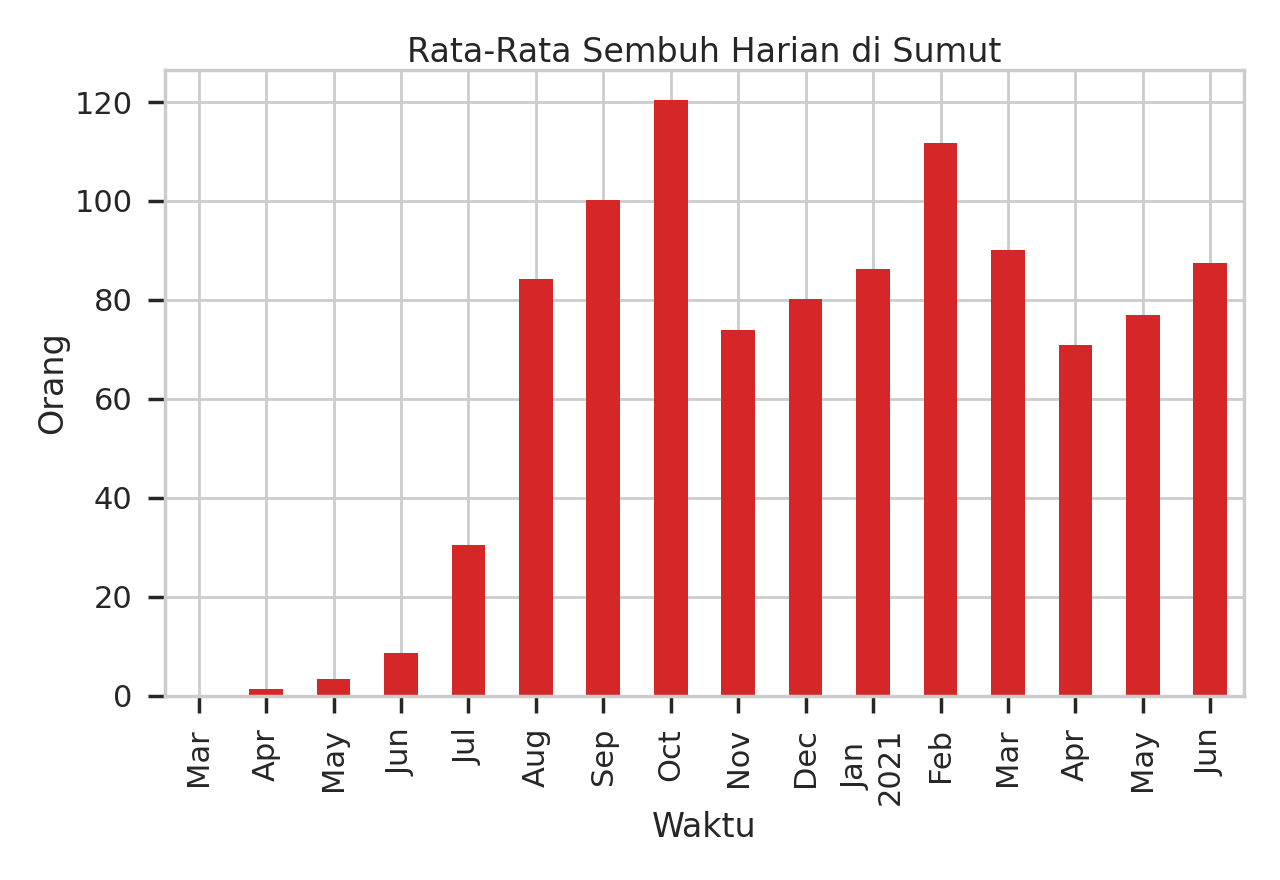 Rata-Rata Sembuh Harian di Sumut
120
100
80
60
40
20
0
Orang
Mar
Apr
May
Jun
Jul
Aug
Sep
Oct
Nov
Dec
Jan
2021
Feb
Mar
Apr
May
Jun
Waktu